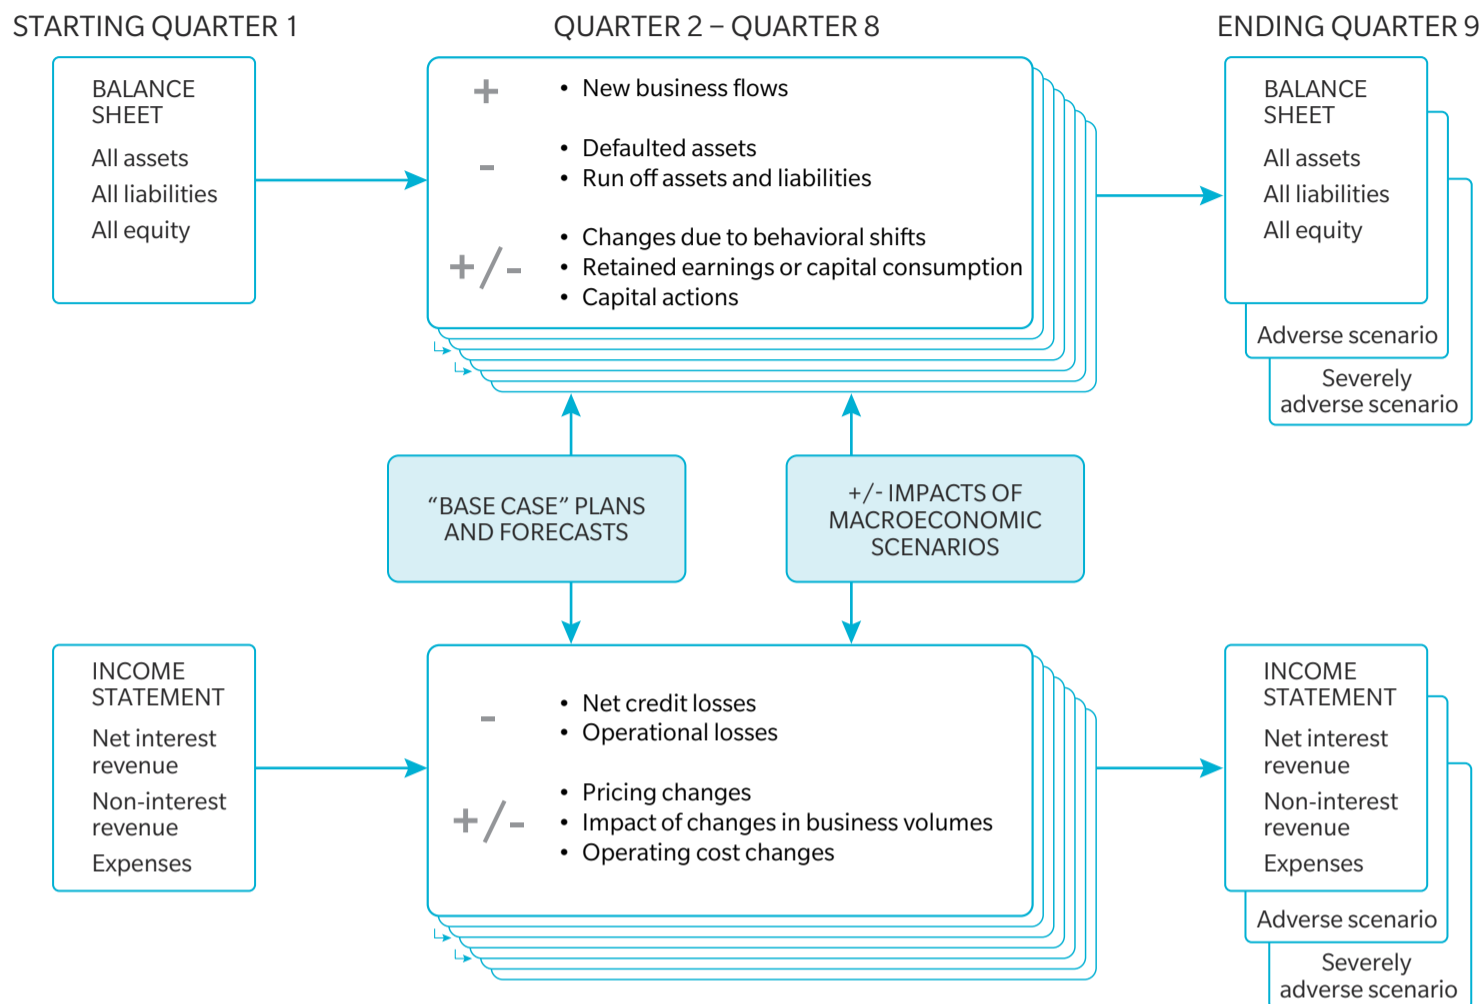 STARTING QUARTER 1
QUARTER 2 – QUARTER 8
ENDING QUARTER 9
BALANCE
SHEET
All assets
All liabilities
All equity
+
• New business flows
-
• Defaulted assets
• Run off assets and liabilities
+/-
• Changes due to behavioral shifts
• Retained earnings or capital consumption
• Capital actions
BALANCE
SHEET
All assets
All liabilities
All equity
Adverse scenario
Severely
adverse scenario
“BASE CASE” PLANS
AND FORECASTS
+/- IMPACTS OF
MACROECONOMIC
SCENARIOS
INCOME
STATEMENT
Net interest
revenue
Non-interest
revenue
Expenses
-
• Net credit losses
• Operational losses
+/-
• Pricing changes
• Impact of changes in business volumes
• Operating cost changes
INCOME
STATEMENT
Net interest
revenue
Non-interest
revenue
Expenses
Adverse scenario
Severely
adverse scenario